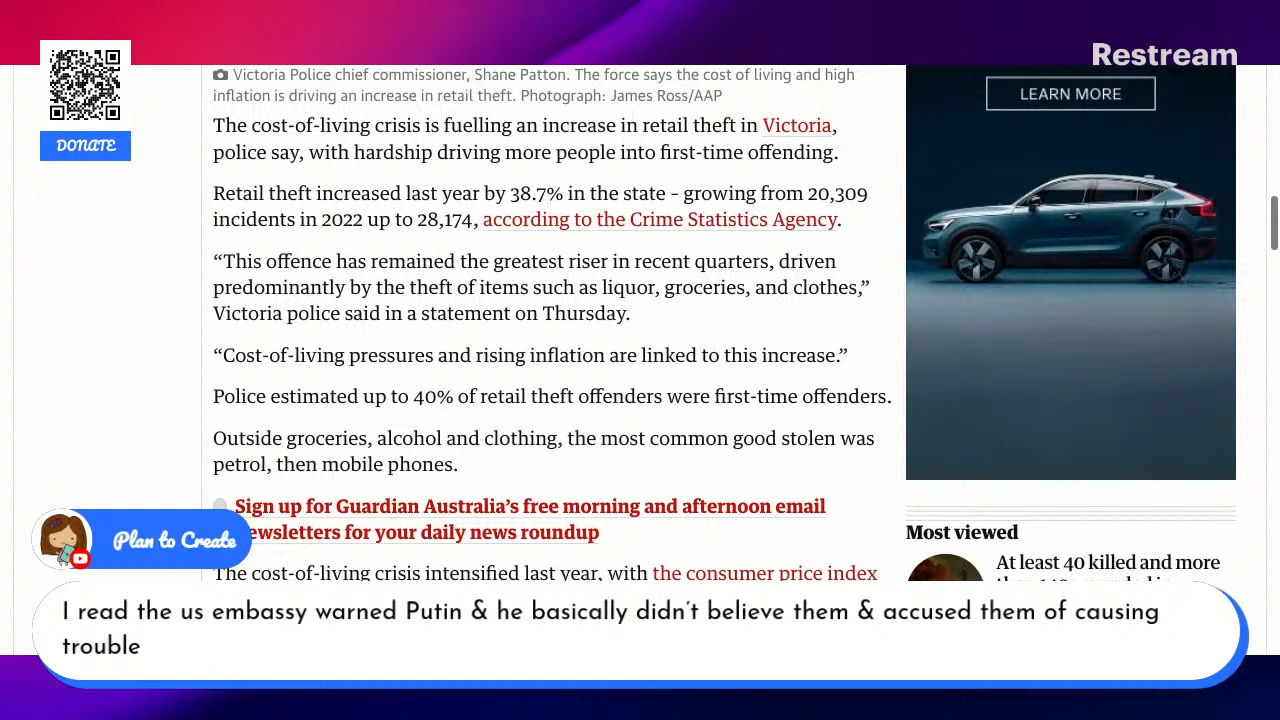 Restream
DONATE
Victoria Police chief commissioner, Shane Patton. The force says the cost of living and high
inflation is driving an increase in retail theft. Photograph: James Ross/AAP
The cost-of-living crisis is fuelling an increase in retail theft in Victoria,
police say, with hardship driving more people into first-time offending.
Retail theft increased last year by 38.7% in the state – growing from 20,309
incidents in 2022 up to 28,174, according to the Crime Statistics Agency.
“This offence has remained the greatest riser in recent quarters, driven
predominantly by the theft of items such as liquor, groceries, and clothes,”
Victoria police said in a statement on Thursday.
“Cost-of-living pressures and rising inflation are linked to this increase.”
Police estimated up to 40% of retail theft offenders were first-time offenders.
Outside groceries, alcohol and clothing, the most common good stolen was
petrol, then mobile phones.
Sign up for Guardian Australia’s free morning and afternoon email
ewsletters for your daily news roundup
The cost-of-living crisis intensified last year, with the consumer price index
LEARN MORE
Most viewed
At least 40 killed and more
Plan to Create
I read the us embassy warned Putin & he basically didn't believe them & accused them of causing
trouble